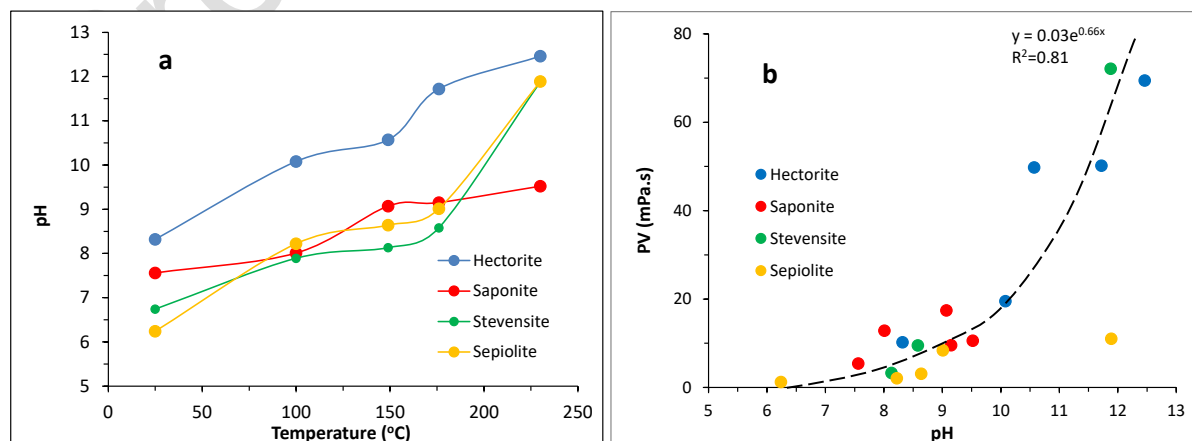 a
pH
13
12
11
10
9
8
7
6
5
0
50
100
150
200
250
Temperature (°C)
Hectorite
Saponite
Stevensite
Sepiolite
b
y = 0.03e^0.66x
R²=0.81
PV (mPa.s)
80
60
40
20
0
5
6
7
8
9
10
11
12
13
pH
Hectorite
Saponite
Stevensite
Sepiolite